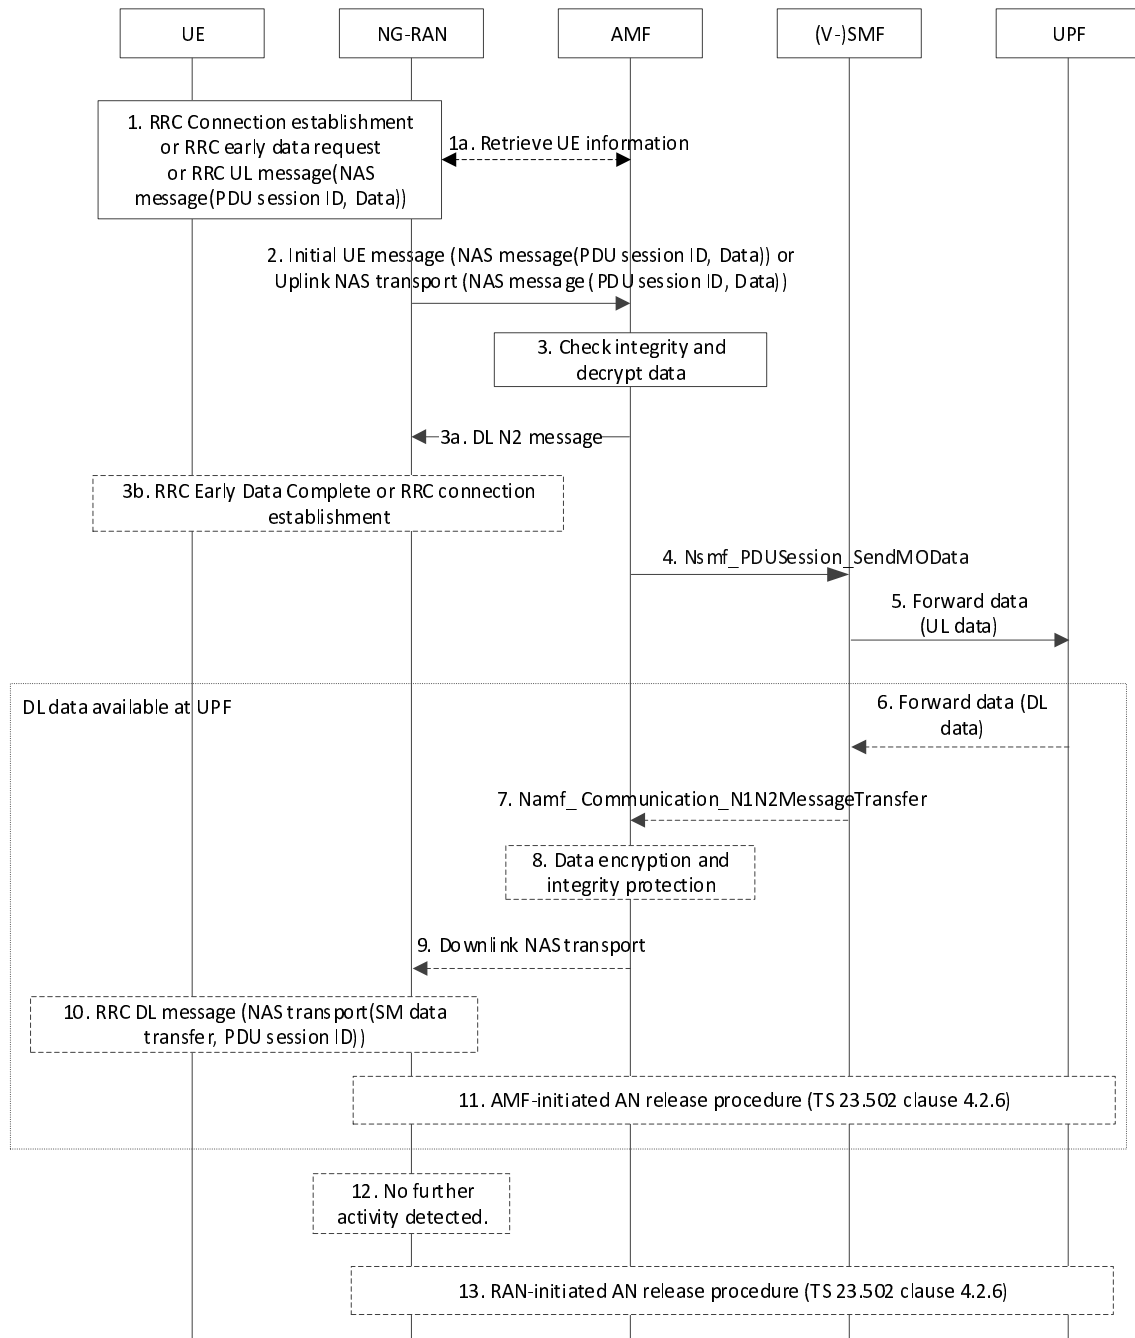 UE
NG-RAN
AMF
(V-)SMF
UPF
1. RRC Connection establishment
or RRC early data request
or RRC UL message(NAS
message(PDU session ID, Data))
1a. Retrieve UE information
2. Initial UE message (NAS message(PDU session ID, Data)) or
Uplink NAS transport (NAS message (PDU session ID, Data))
3. Check integrity and
decrypt data
3a. DL N2 message
3b. RRC Early Data Complete or RRC connection
establishment
4. Nsmf_PDUSession_SendMOData
5. Forward data
(UL data)
DL data available at UPF
6. Forward data (DL
data)
7. Namf_ Communication_N1N2MessageTransfer
8. Data encryption and
integrity protection
9. Downlink NAS transport
10. RRC DL message (NAS transport(SM data
transfer, PDU session ID))
11. AMF-initiated AN release procedure (TS 23.502 clause 4.2.6)
12. No further
activity detected.
13. RAN-initiated AN release procedure (TS 23.502 clause 4.2.6)